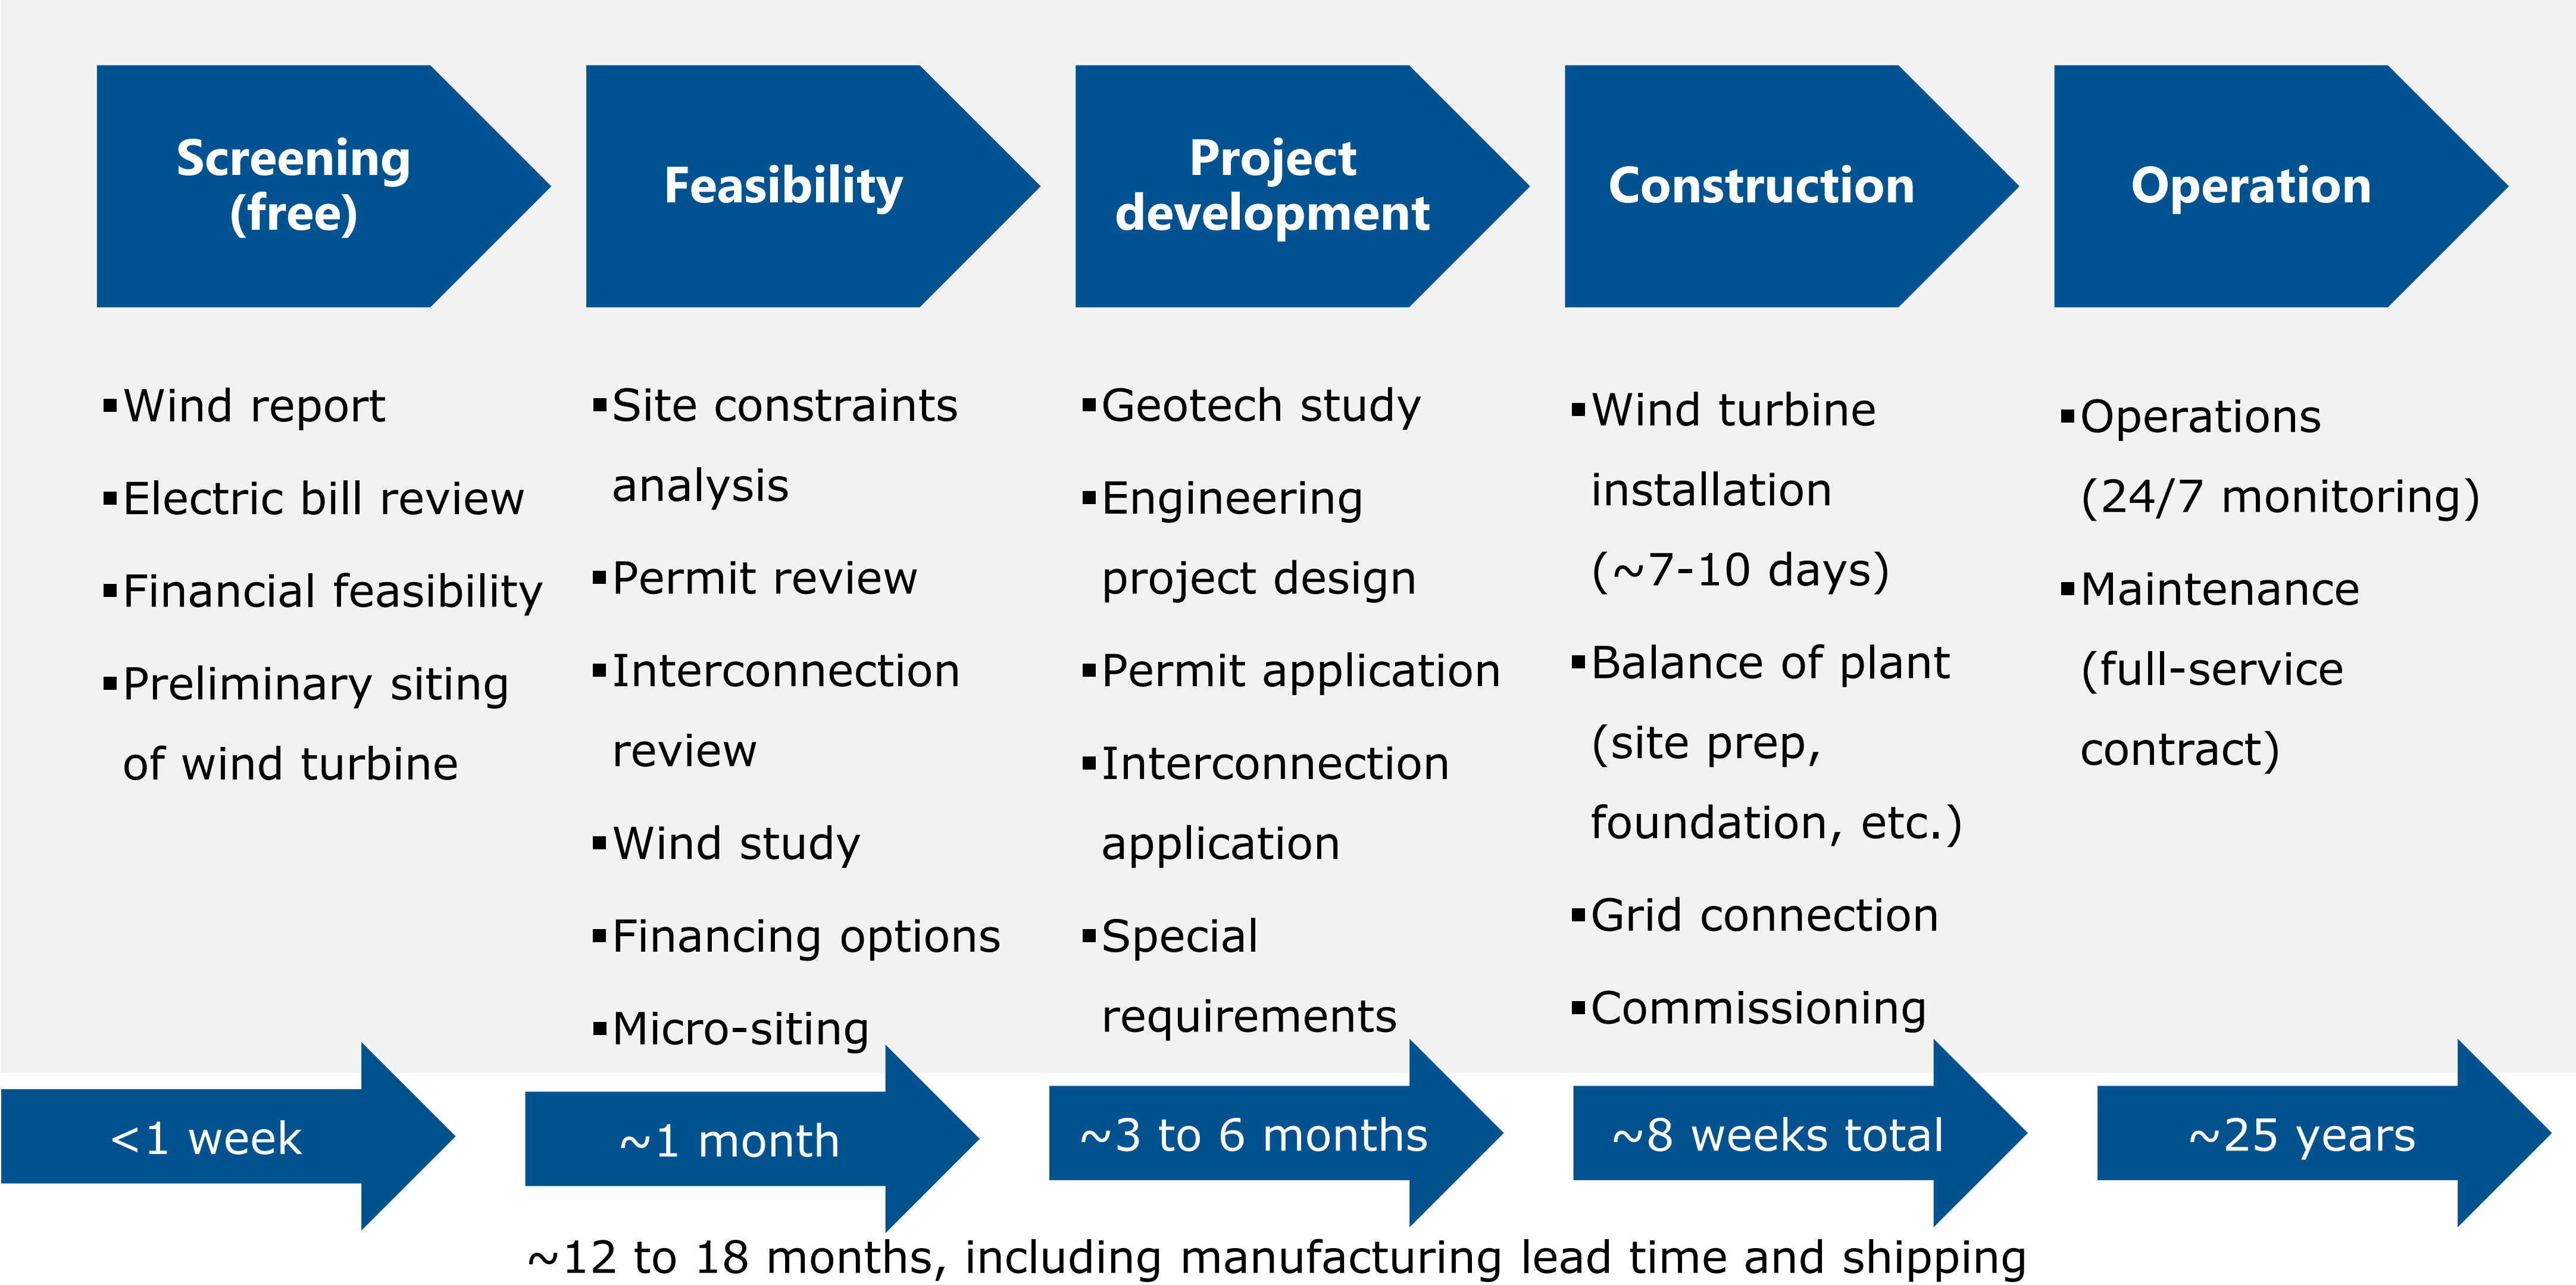 Screening
(free)
Feasibility
Project
development
Construction
Operation
▪Wind report
▪Electric bill review
▪Financial feasibility
▪Preliminary siting
of wind turbine
▪Site constraints
analysis
▪Permit review
▪Interconnection
review
▪Wind study
▪Financing options
▪Micro-siting
▪Geotech study
▪Engineering
project design
▪Permit application
▪Interconnection
application
▪Special
requirements
▪Wind turbine
installation
(~7-10 days)
▪Balance of plant
(site prep,
foundation, etc.)
▪Grid connection
▪Commissioning
▪Operations
(24/7 monitoring)
▪Maintenance
(full-service
contract)
<1 week
~1 month
~3 to 6 months
~8 weeks total
~25 years
~12 to 18 months, including manufacturing lead time and shipping